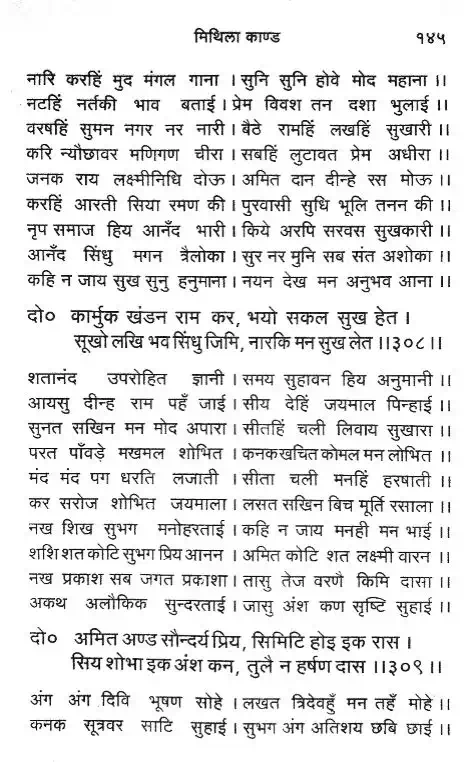 मिथिला काण्ड १४५
नारि करहिं मुद मंगल गाना । सुनि सुनि होवे मोद महाना ।।
नटहिं नर्तकी भाव बताई । प्रेम विवश तन दशा भुलाई ।।
वरषहिं सुमन नगर नर नारी । बैठे रामहिं लखहिं सुखारी ।।
करि न्यौछावर मणिगण चीरा । सबहिं लुटावत प्रेम अधीरा ।।
जनक राय लक्ष्मीनिधि दोऊ । अमित दान दीन्हे रस मोऊ ।।
करहिं आरती सिया रमण की । पुरवासी सुधि भूलि तनन की ।।
नृप समाज हिय आनँद भारी । किये अरपि सरवस सुखकारी ।।
आनँद सिंधु मगन त्रैलोका । सुर नर मुनि सब संत अशोका ।।
कहि न जाय सुख सुनु हनुमाना । नयन देख मन अनुभव आना ।।
दो० कार्मुक खंडन राम कर, भयो सकल सुख हेत ।
सूखो लखि भव सिंधु जिमि, नारकि मन सुख लेत ।।३०८।।
शतानंद उपरोहित ज्ञानी । समय सुहावन हिय अनुमानी ।।
आयसु दीन्ह राम पहँ जाई । सीय देहिं जयमाल पिन्हाई ।।
सुनत सखिन मन मोद अपारा । सीतहिं चली लिवाय सुखारा ।।
परत पाँवड़े मखमल शोभित । कनकखचित कोमल मन लोभित ।।
मंद मंद पग धरति लजाती । सीता चली मनहिं हरषाती ।।
कर सरोज शोभित जयमाला । लसत सखिन बिच मूर्ति रसाला ।।
नख शिख सुभग मनोहरताई । कहि न जाय मनही मन भाई ।।
शशि शत कोटि सुभग प्रिय आनन । अमित कोटि शत लक्ष्मी वारन ।।
नख प्रकाश सब जगत प्रकाशा । तासु तेज वरणै किमि दासा ।।
अकथ अलौकिक सुन्दरताई । जासु अंश कण सृष्टि सुहाई ।।
दो० अमित अण्ड सौन्दर्य प्रिय, सिमिटि होइ इक रास ।
सिय शोभा इक अंश कन, तुलै न हर्षण दास ।।३०९।।
अंग अंग दिवि भूषण सोहे । लखत त्रिदेवहुँ मन तहँ मोहे ।।
कनक सूत्रवर साटि सुहाई । सुभग अंग अतिशय छबि छाई ।।